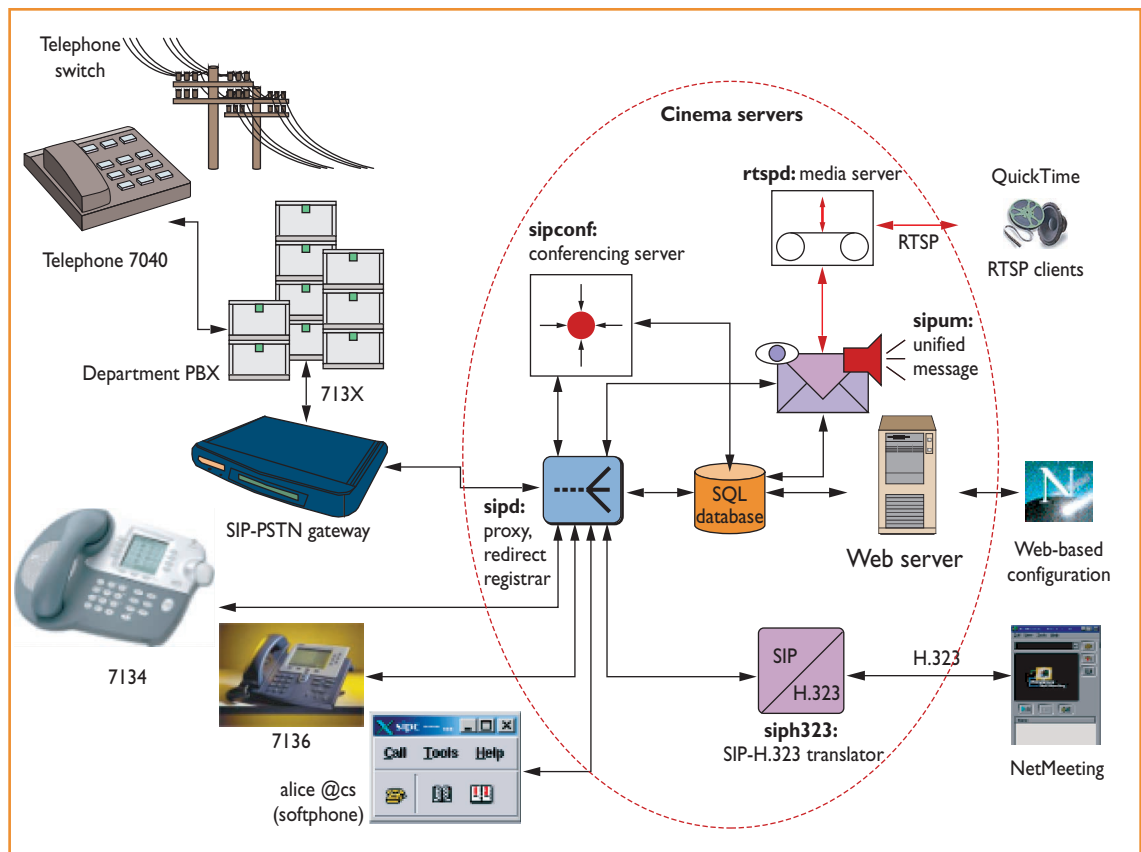 Telephone
switch
Telephone 7040
Department PBX
713X
SIP-PSTN gateway
7134
7136
sipt
Call Tools Help
alice @cs
(softphone)
Cinema servers
rtspd: media server
sipconf:
conferencing server
RTSP
QuickTime
RTSP clients
sipum:
unified
message
sipd:
proxy,
redirect
registrar
SQL
database
Web server
N
Web-based
configuration
SIP
H.323
siph323:
SIP-H.323 translator
H.323
NetMeeting